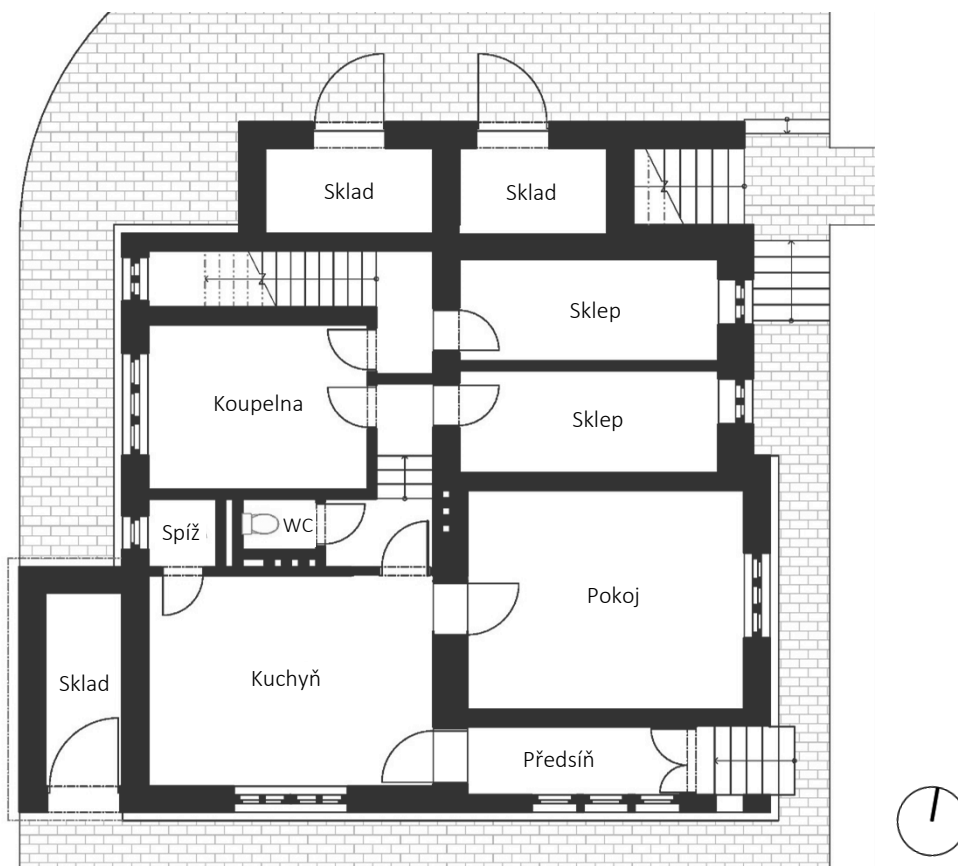 Sklad
Sklad
Sklep
Koupelna
Sklep
Spíž
WC
Pokoj
Sklad
Kuchyň
Předsíň